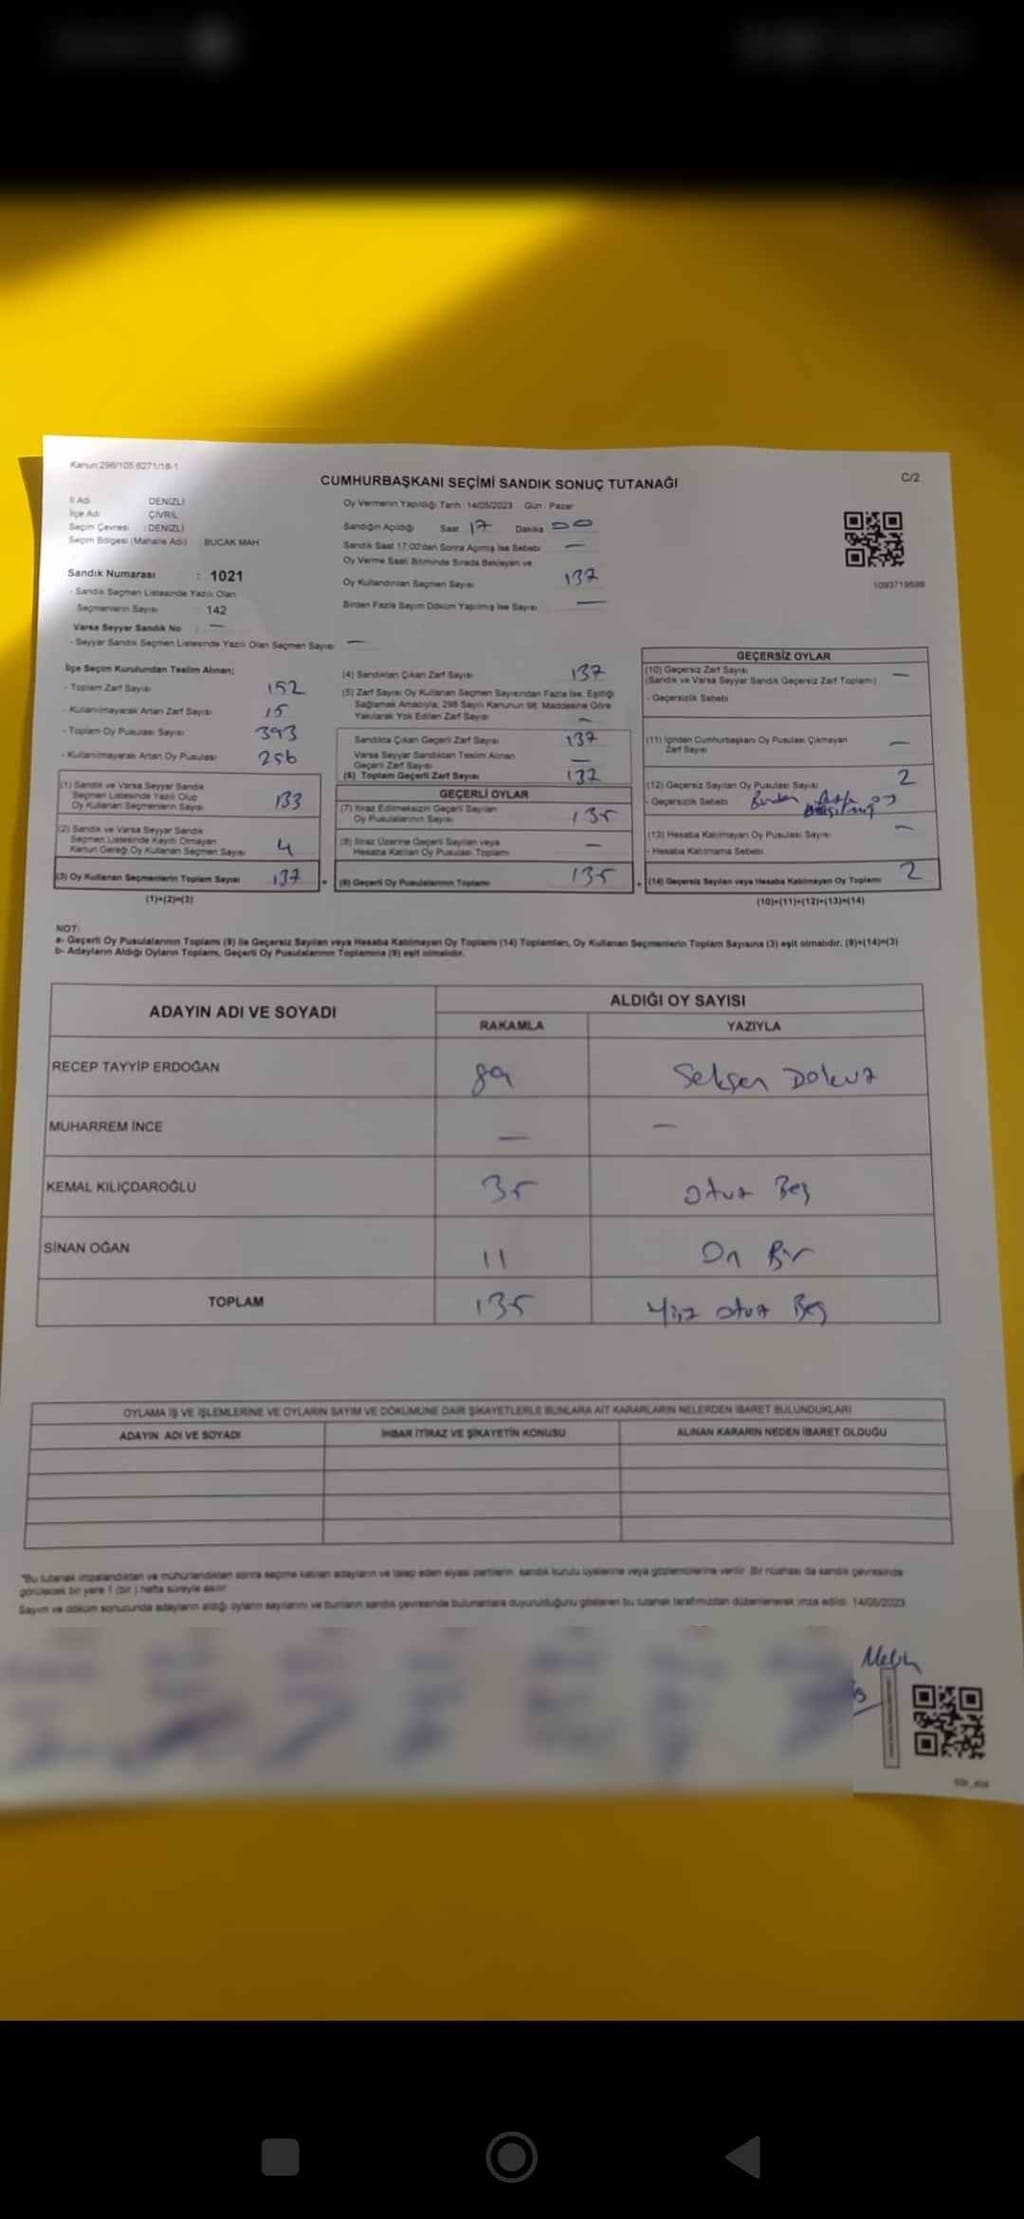 Kanun:298/105.6271/18-1
CUMHURBAŞKANI SEÇİMİ SANDIK SONUÇ TUTANAĞI
C/2
İl Adı DENİZLİ
İlçe Adı ÇİVRİL
Seçim Çevresi : DENİZLİ
Seçim Bölgesi (Mahalle Adı) BUCAK MAH
Sandık Numarası : 1021
- Sandık Seçmen Listesinde Yazılı Olan
Seçmenlerin Sayısı 142
Varsa Seyyar Sandık No : —
- Seyyar Sandık Seçmen Listesinde Yazılı Olan Seçmen Sayısı —
Oy Vermenin Yapıldığı Tarih : 14/05/2023 Gün : Pazar
Sandığın Açıldığı Saat 17 Dakika 00
Sandık Saat 17:00'den Sonra Açılmış İse Sebebi —
Oy Verme Saati Bitiminde Sırada Bekleyen ve
Oy Kullandırılan Seçmen Sayısı 137
Birden Fazla Sayım Döküm Yapılmış İse Sayısı —
1093719588
İlçe Seçim Kurulundan Teslim Alınan;
- Toplam Zarf Sayısı 152
- Kullanılmayarak Artan Zarf Sayısı 15
- Toplam Oy Pusulası Sayısı 393
- Kullanılmayarak Artan Oy Pusulası 256
(1) Sandık ve Varsa Seyyar Sandık
Seçmen Listesinde Yazılı Olup
Oy Kullanan Seçmenlerin Sayısı 133
(2) Sandık ve Varsa Seyyar Sandık
Seçmen Listesinde Kayıtlı Olmayan
Kanun Gereği Oy Kullanan Seçmen Sayısı 4
(3) Oy Kullanan Seçmenlerin Toplam Sayısı 137
(1)+(2)=(3)
(4) Sandıktan Çıkan Zarf Sayısı 137
(5) Zarf Sayısı Oy Kullanan Seçmen Sayısından Fazla İse, Eşitliği
Sağlamak Amacıyla; 298 Sayılı Kanunun 98. Maddesine Göre
Yakılarak Yok Edilen Zarf Sayısı —
Sandıkta Çıkan Geçerli Zarf Sayısı 137
Varsa Seyyar Sandıktan Teslim Alınan
Geçerli Zarf Sayısı —
(6) Toplam Geçerli Zarf Sayısı 137
GEÇERLİ OYLAR
(7) İtiraz Edilmeksizin Geçerli Sayılan
Oy Pusulalarının Sayısı 135
(8) İtiraz Üzerine Geçerli Sayılan veya
Hesaba Katılan Oy Pusulası Toplamı —
(9) Geçerli Oy Pusulalarının Toplamı 135
GEÇERSİZ OYLAR
(10) Geçersiz Zarf Sayısı
(Sandık ve Varsa Seyyar Sandık Geçersiz Zarf Toplamı) —
- Geçersizlik Sebebi
(11) İçinden Cumhurbaşkanı Oy Pusulası Çıkmayan
Zarf Sayısı —
(12) Geçersiz Sayılan Oy Pusulası Sayısı 2
- Geçersizlik Sebebi Birden fazla
(13) Hesaba Katılmayan Oy Pusulası Sayısı —
- Hesaba Katılmama Sebebi
(14) Geçersiz Sayılan veya Hesaba Katılmayan Oy Toplamı 2
(10)+(11)+(12)+(13)=(14)
NOT:
a- Geçerli Oy Pusulalarının Toplamı (9) ile Geçersiz Sayılan veya Hesaba Katılmayan Oy Toplamı (14) Toplamları, Oy Kullanan Seçmenlerin Toplam Sayısına (3) eşit olmalıdır. (9)+(14)=(3)
b- Adayların Aldığı Oyların Toplamı, Geçerli Oy Pusulalarının Toplamına (9) eşit olmalıdır.
ADAYIN ADI VE SOYADI ALDIĞI OY SAYISI
RAKAMLA YAZIYLA
RECEP TAYYİP ERDOĞAN 89 Seksen Dokuz
MUHARREM İNCE — —
KEMAL KILIÇDAROĞLU 35 Otuz Beş
SİNAN OĞAN 11 On Bir
TOPLAM 135 Yüz otuz Beş
OYLAMA İŞ VE İŞLEMLERİNE VE OYLARIN SAYIM VE DÖKÜMÜNE DAİR ŞİKAYETLERLE BUNLARA AİT KARARLARIN NELERDEN İBARET BULUNDUKLARI
ADAYIN ADI VE SOYADI İHBAR İTİRAZ VE ŞİKAYETİN KONUSU ALINAN KARARIN NEDEN İBARET OLDUĞU
"Bu tutanak imzalandıktan ve mühürlendikten sonra seçime katılan adayların ve talep eden siyasi partilerin sandık kurulu üyelerine veya gözlemcilerine verilir. Bir nüshası da sandık çevresinde
görülecek bir yere 1 (bir) hafta süreyle asılır.
Sayım ve döküm sonucunda adayların aldığı oyların sayılarını ve bunların sandık çevresinde bulunanlara duyurulduğunu gösteren bu tutanak tarafımızdan düzenlenerek imza edildi. 14/05/2023
Melih